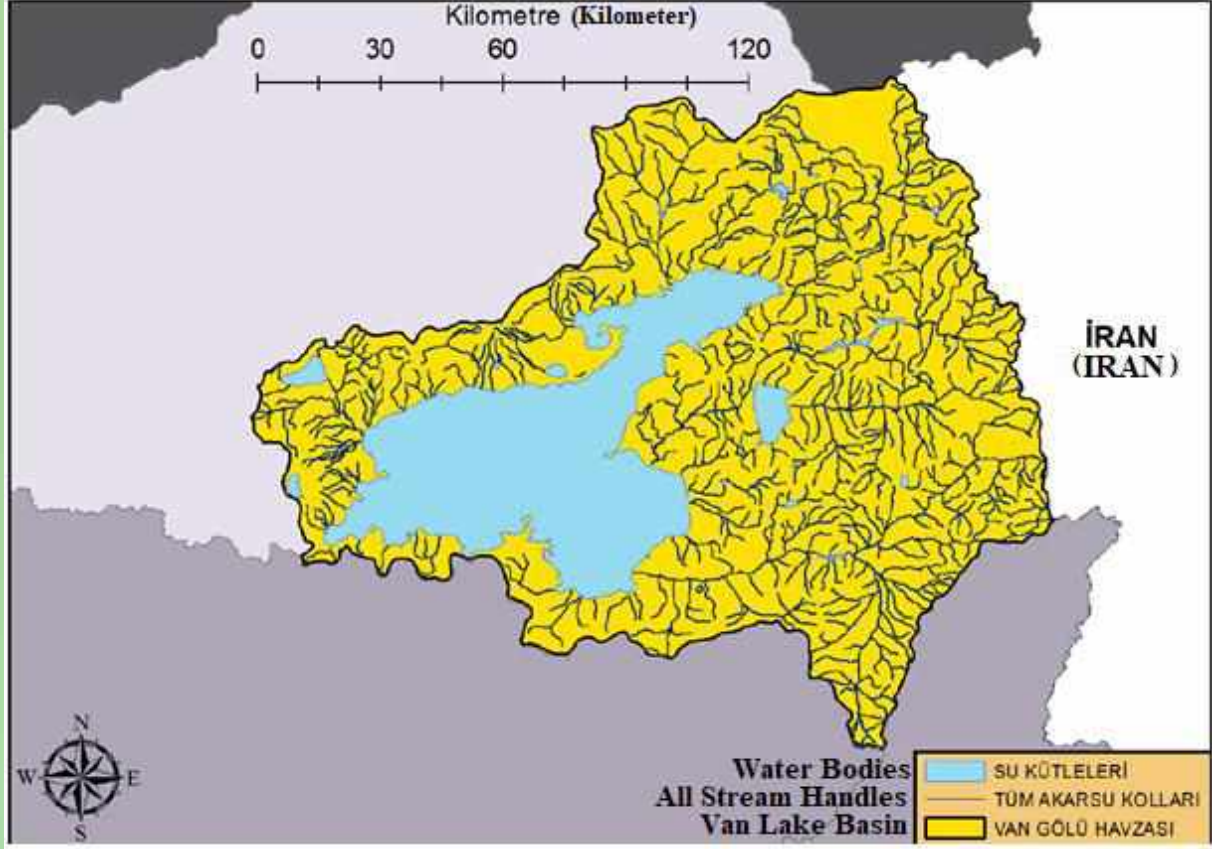 Kilometre (Kilometer)
0 30 60 120
İRAN
(IRAN )
N
W E
S
Water Bodies SU KÜTLELERİ
All Stream Handles TÜM AKARSU KOLLARI
Van Lake Basin VAN GÖLÜ HAVZASI